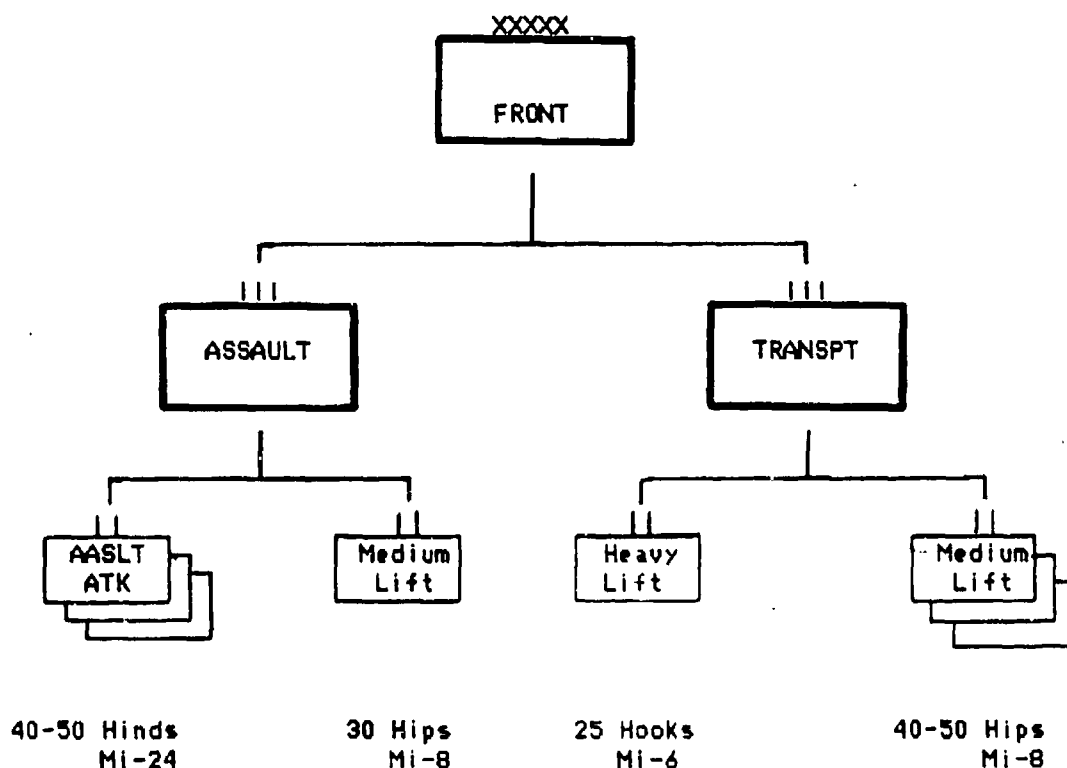 XXXXX
FRONT
III
ASSAULT
III
TRANSPT
II
AASLT
ATK
II
Medium
Lift
II
Heavy
Lift
II
Medium
Lift
40-50 Hinds
Mi-24
30 Hips
Mi-8
25 Hooks
Mi-6
40-50 Hips
Mi-8